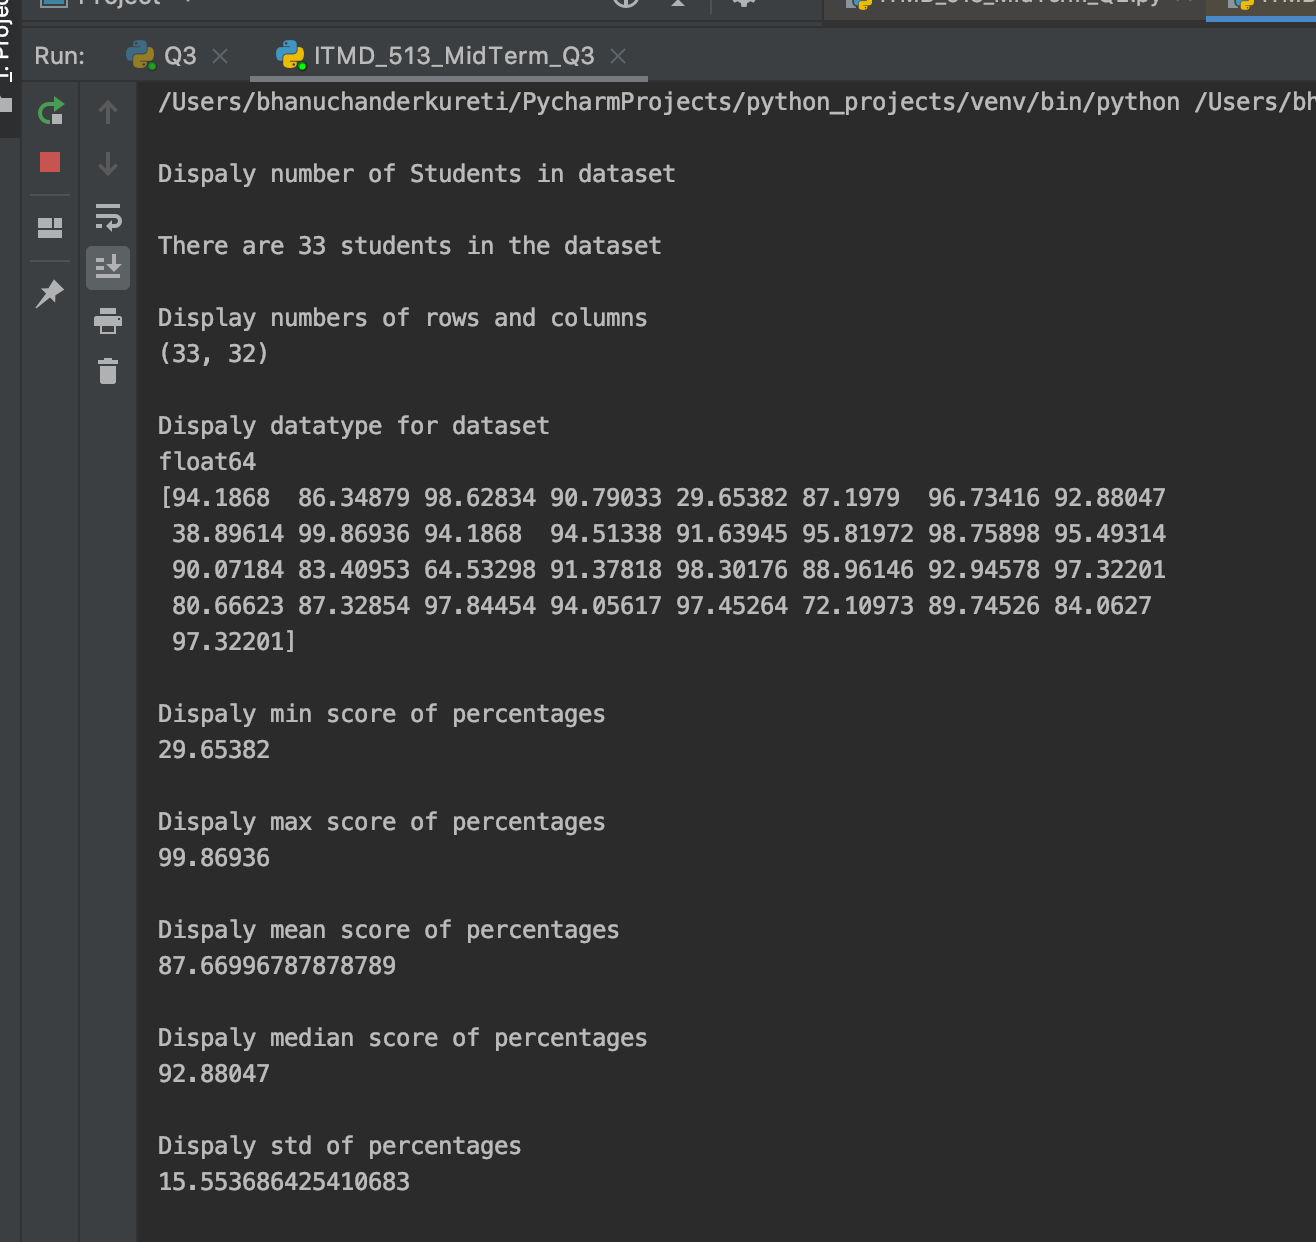 Run: Q3 ITMD_513_MidTerm_Q3
/Users/bhanuchanderkureti/PycharmProjects/python_projects/venv/bin/python /Users/bh
Dispaly number of Students in dataset
There are 33 students in the dataset
Display numbers of rows and columns
(33, 32)
Dispaly datatype for dataset
float64
[94.1868  86.34879 98.62834 90.79033 29.65382 87.1979  96.73416 92.88047
38.89614 99.86936 94.1868  94.51338 91.63945 95.81972 98.75898 95.49314
90.07184 83.40953 64.53298 91.37818 98.30176 88.96146 92.94578 97.32201
80.66623 87.32854 97.84454 94.05617 97.45264 72.10973 89.74526 84.0627
97.32201]
Dispaly min score of percentages
29.65382
Dispaly max score of percentages
99.86936
Dispaly mean score of percentages
87.66996787878789
Dispaly median score of percentages
92.88047
Dispaly std of percentages
15.553686425410683